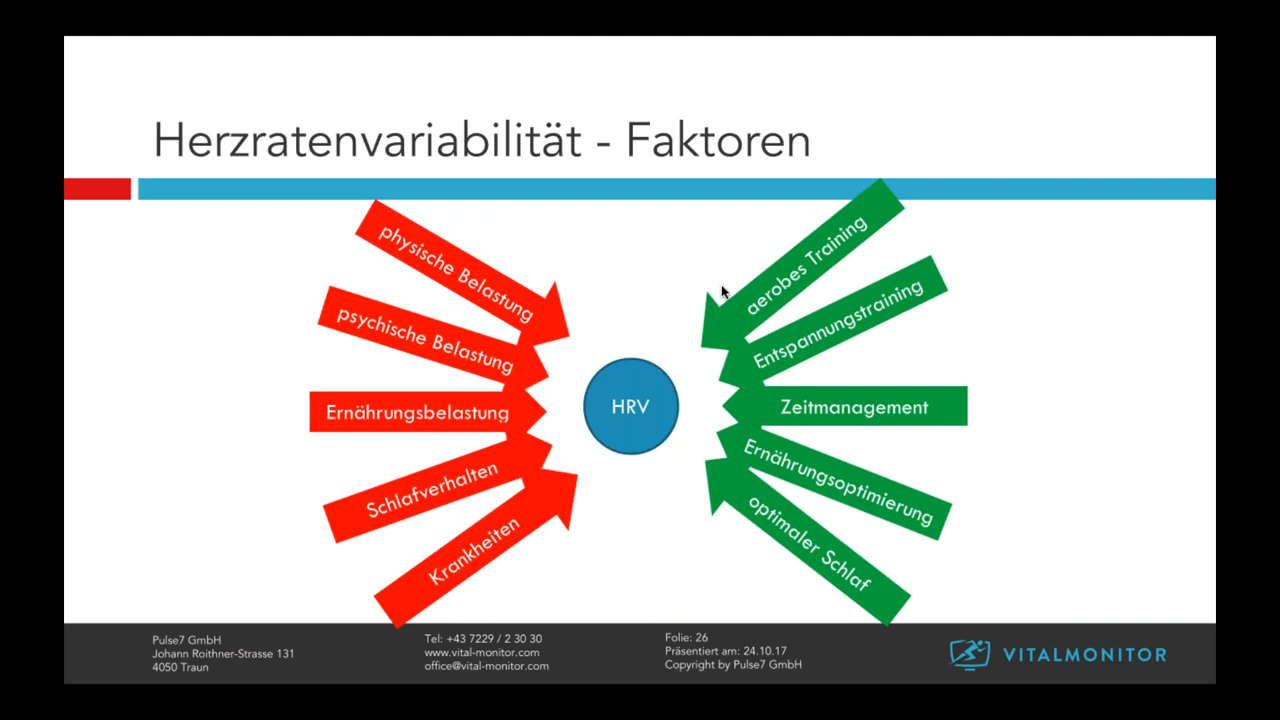 Herzratenvariabilität - Faktoren
physische Belastung
psychische Belastung
Ernährungsbelastung
Schlafverhalten
Krankheiten
HRV
aerobes Training
Entspannungstraining
Zeitmanagement
Ernährungsoptimierung
optimaler Schlaf
Pulse7 GmbH
Johann Roithner-Strasse 131
4050 Traun
Tel: +43 7229 / 2 30 30
www.vital-monitor.com
office@vital-monitor.com
Folie: 26
Präsentiert am: 24.10.17
Copyright by Pulse7 GmbH
VITALMONITOR